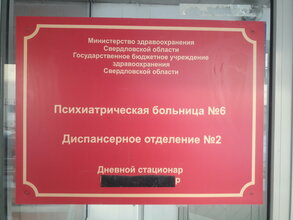 Министерство здравоохранения
Свердловской области
Государственное бюджетное учреждение
здравоохранения
Свердловской области
Психиатрическая больница №6
Диспансерное отделение №2
Дневной стационар
р